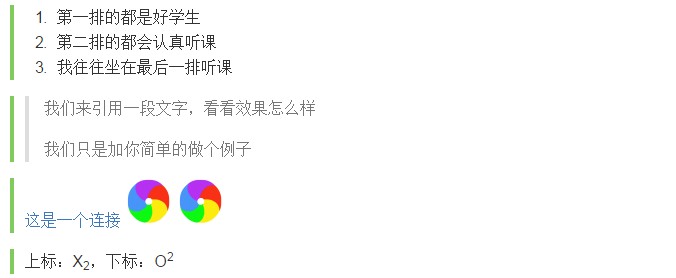 1. 第一排的都是好学生
2. 第二排的都会认真听课
3. 我往往坐在最后一排听课
我们来引用一段文字，看看效果怎么样
我们只是加你简单的做个例子
这是一个连接
上标：X₂，下标：O²